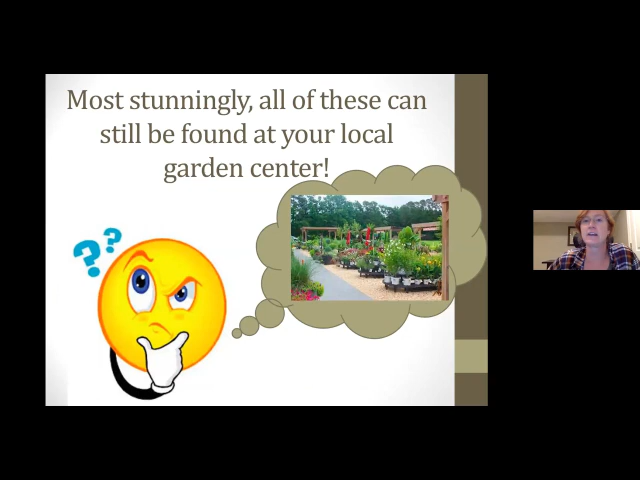 Most stunningly, all of these can
still be found at your local
garden center!
??